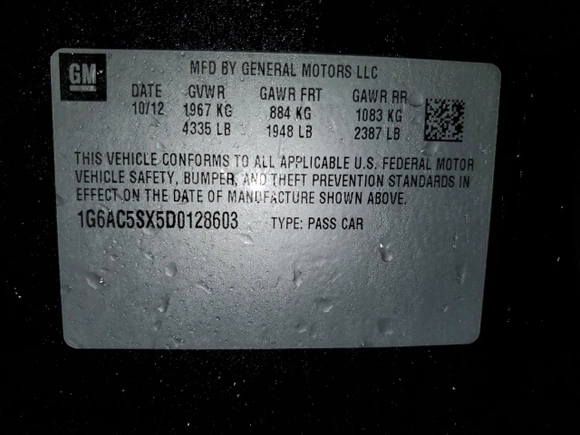 GM
MFD BY GENERAL MOTORS LLC
DATE GVWR GAWR FRT GAWR RR
10/12 1967 KG 884 KG 1083 KG
4335 LB 1948 LB 2387 LB
THIS VEHICLE CONFORMS TO ALL APPLICABLE U.S. FEDERAL MOTOR
VEHICLE SAFETY, BUMPER, AND THEFT PREVENTION STANDARDS IN
EFFECT ON THE DATE OF MANUFACTURE SHOWN ABOVE.
1G6AC5SX5D0128603 TYPE: PASS CAR